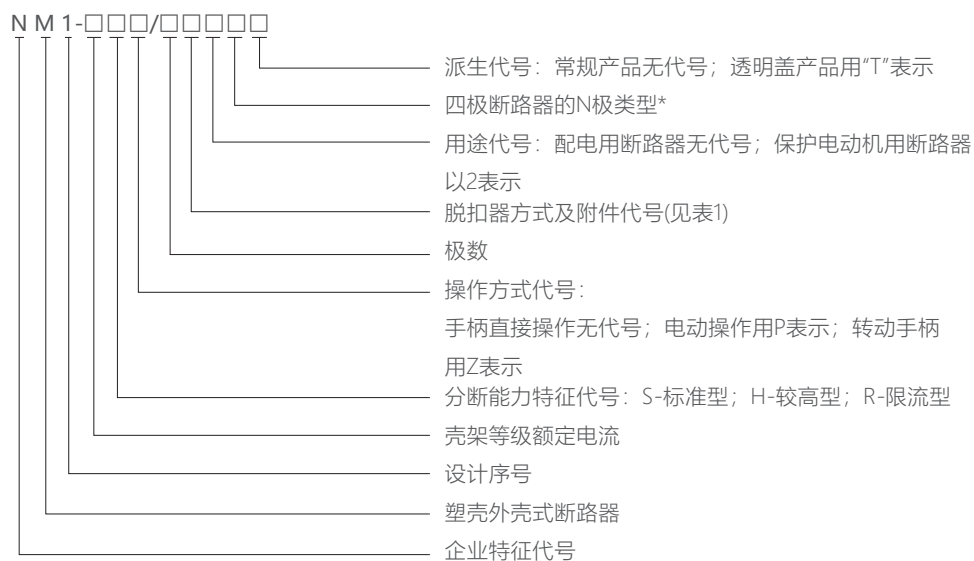 NM1-□□□/□□□□□
派生代号：常规产品无代号；透明盖产品用“T”表示
四极断路器的N极类型*
用途代号：配电用断路器无代号；保护电动机用断路器
以2表示
脱扣器方式及附件代号(见表1)
极数
操作方式代号：
手柄直接操作无代号；电动操作用P表示；转动手柄
用Z表示
分断能力特征代号：S-标准型；H-较高型；R-限流型
壳架等级额定电流
设计序号
塑壳外壳式断路器
企业特征代号